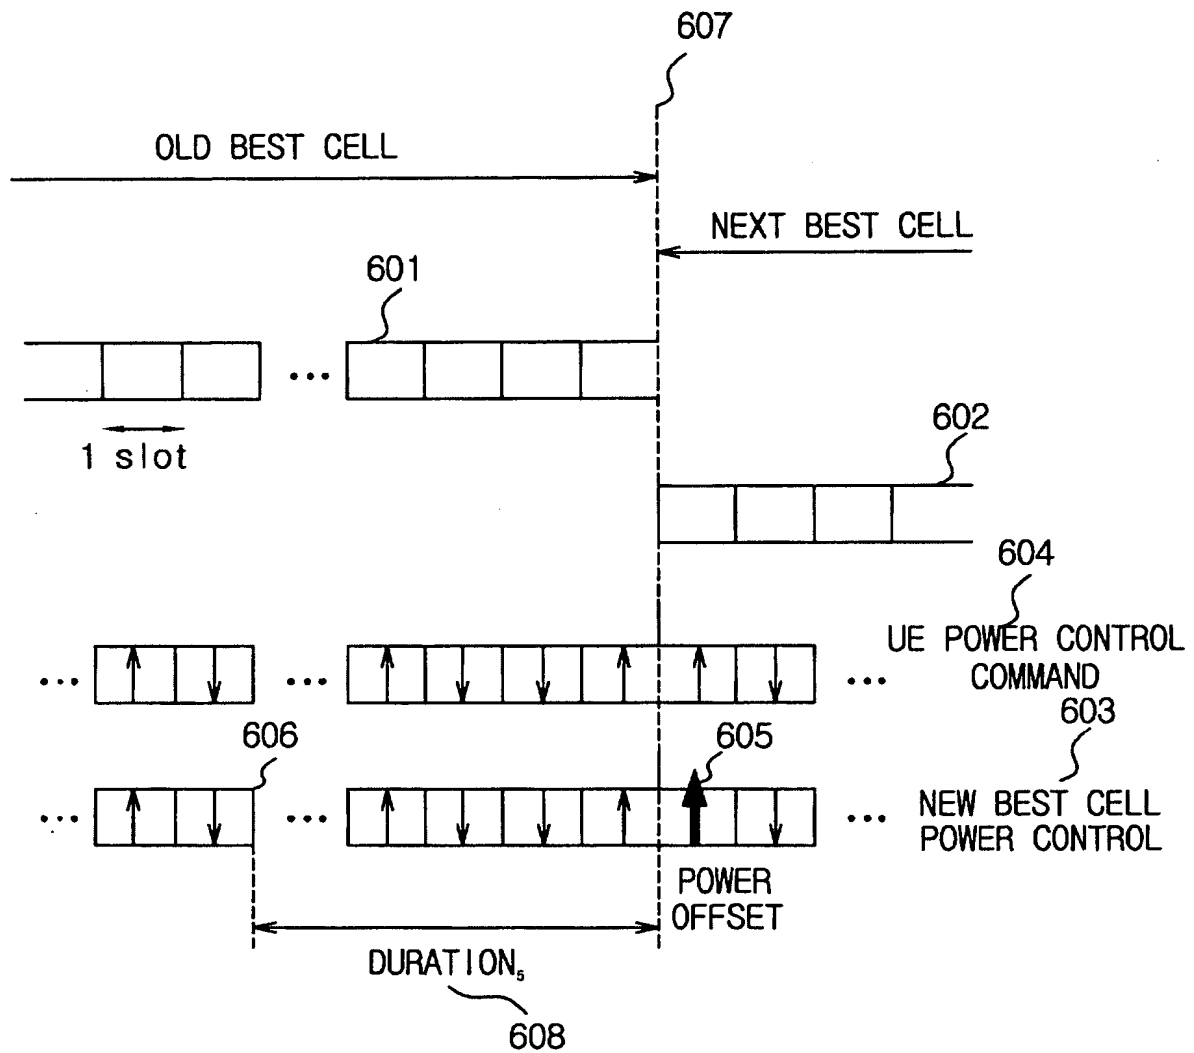 607
OLD BEST CELL
NEXT BEST CELL
601
...
1 slot
602
604
UE POWER CONTROL
COMMAND
... ... ...
603
606
605
NEW BEST CELL
POWER CONTROL
... ... ...
POWER
OFFSET
DURATION5
608